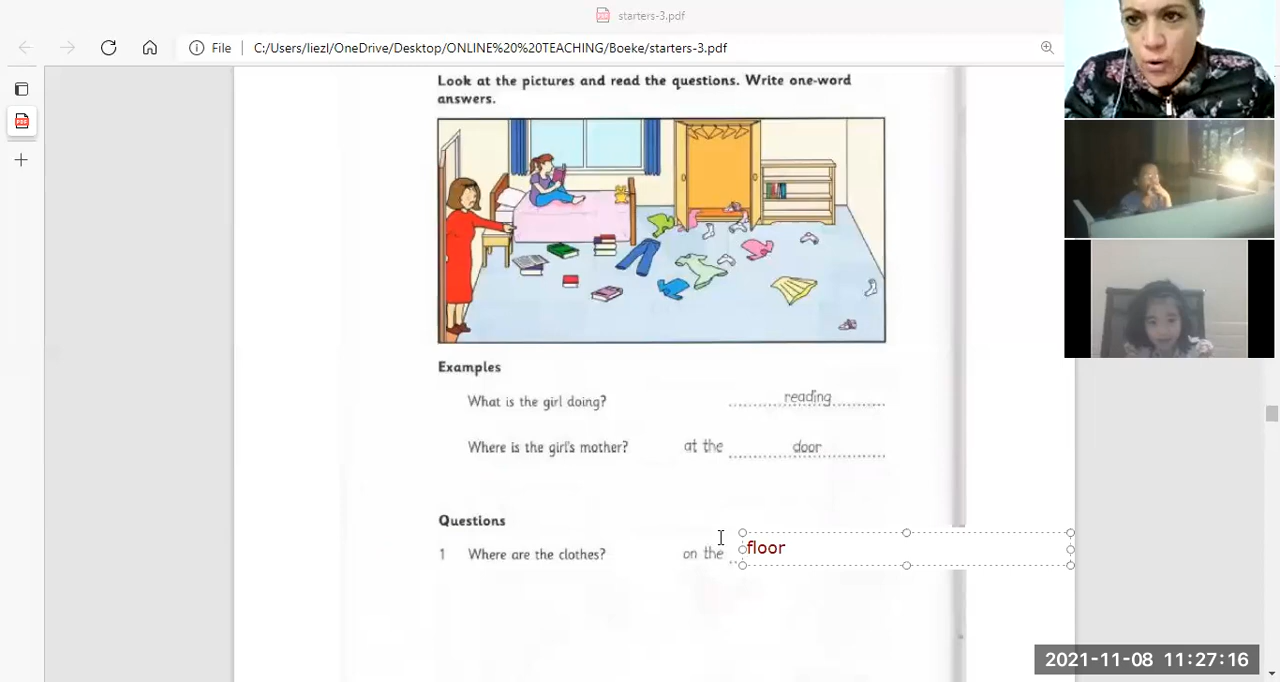 starters-3.pdf
File
C:/Users/liezl/OneDrive/Desktop/ONLINE%20%20TEACHING/Boeke/starters-3.pdf
Look at the pictures and read the questions. Write one-word
answers.
Examples
What is the girl doing? reading
Where is the girl's mother? at the door
Questions
1 Where are the clothes? on the floor
2021-11-08 11:27:16